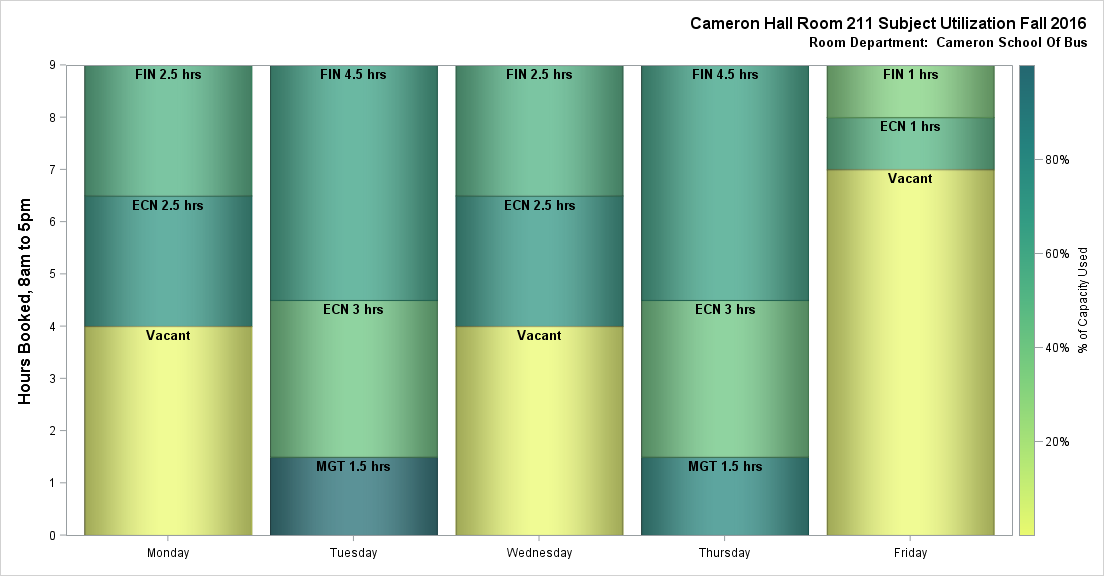 Cameron Hall Room 211 Subject Utilization Fall 2016
Room Department:  Cameron School Of Bus
Hours Booked, 8am to 5pm
9
8
7
6
5
4
3
2
1
0
FIN 2.5 hrs
ECN 2.5 hrs
Vacant
FIN 4.5 hrs
ECN 3 hrs
MGT 1.5 hrs
FIN 2.5 hrs
ECN 2.5 hrs
Vacant
FIN 4.5 hrs
ECN 3 hrs
MGT 1.5 hrs
FIN 1 hrs
ECN 1 hrs
Vacant
Monday
Tuesday
Wednesday
Thursday
Friday
80%
60%
40%
20%
% of Capacity Used